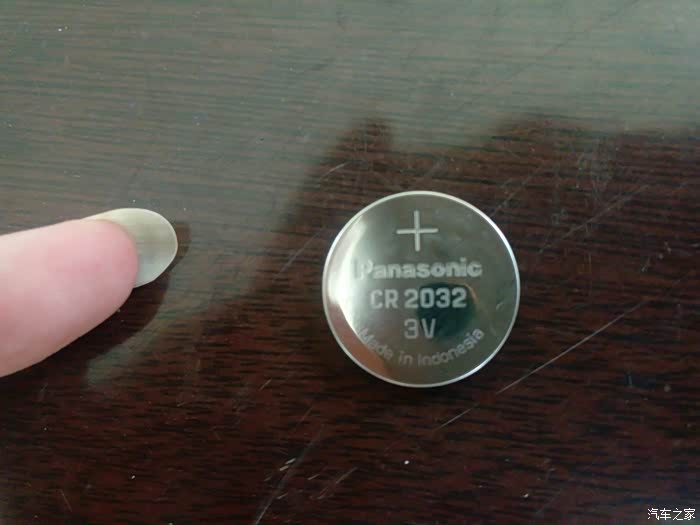 +
Panasonic
CR 2032
3V
Made in Indonesia
汽车之家